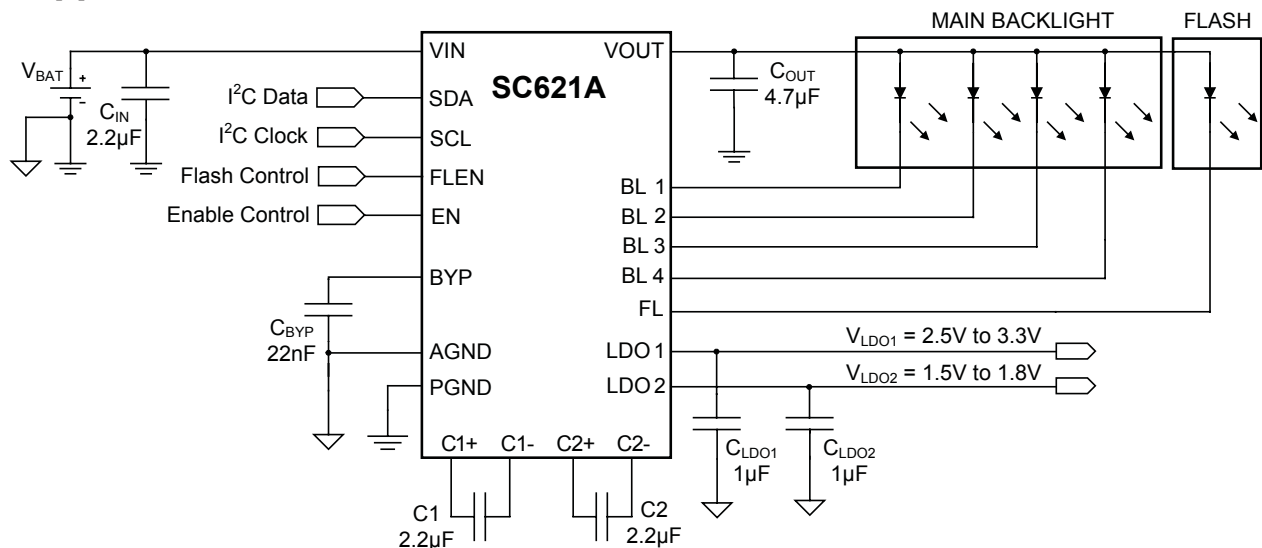 MAIN BACKLIGHT
FLASH
VIN
VOUT
SC621A
V_BAT
+
-
C_IN
2.2µF
C_OUT
4.7µF
I²C Data
SDA
I²C Clock
SCL
Flash Control
FLEN
Enable Control
EN
BL 1
BL 2
BL 3
BL 4
FL
BYP
C_BYP
22nF
AGND
PGND
LDO 1
V_LDO1 = 2.5V to 3.3V
LDO 2
V_LDO2 = 1.5V to 1.8V
C1+ C1- C2+ C2-
C_LDO1
1µF
C_LDO2
1µF
C1
2.2µF
C2
2.2µF